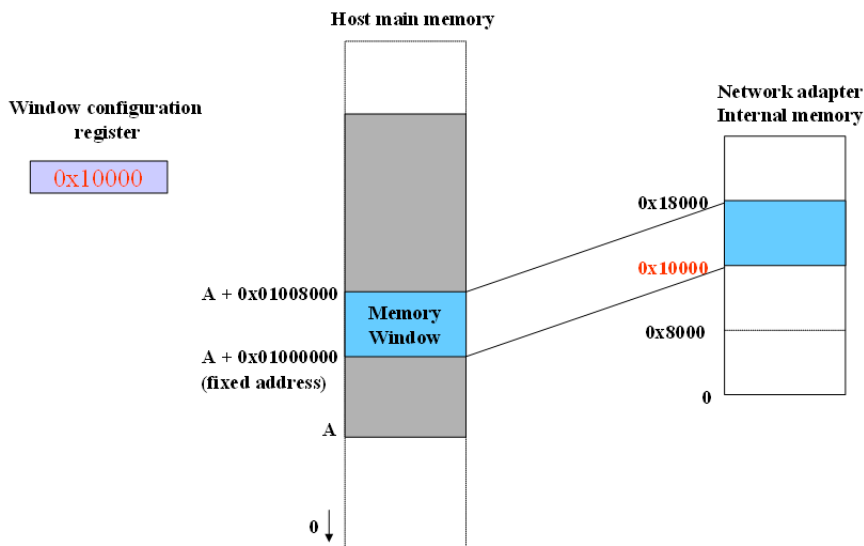 Host main memory
Window configuration
register
0x10000
Network adapter
Internal memory
0x18000
0x10000
0x8000
0
A + 0x01008000
Memory
Window
A + 0x01000000
(fixed address)
A
0